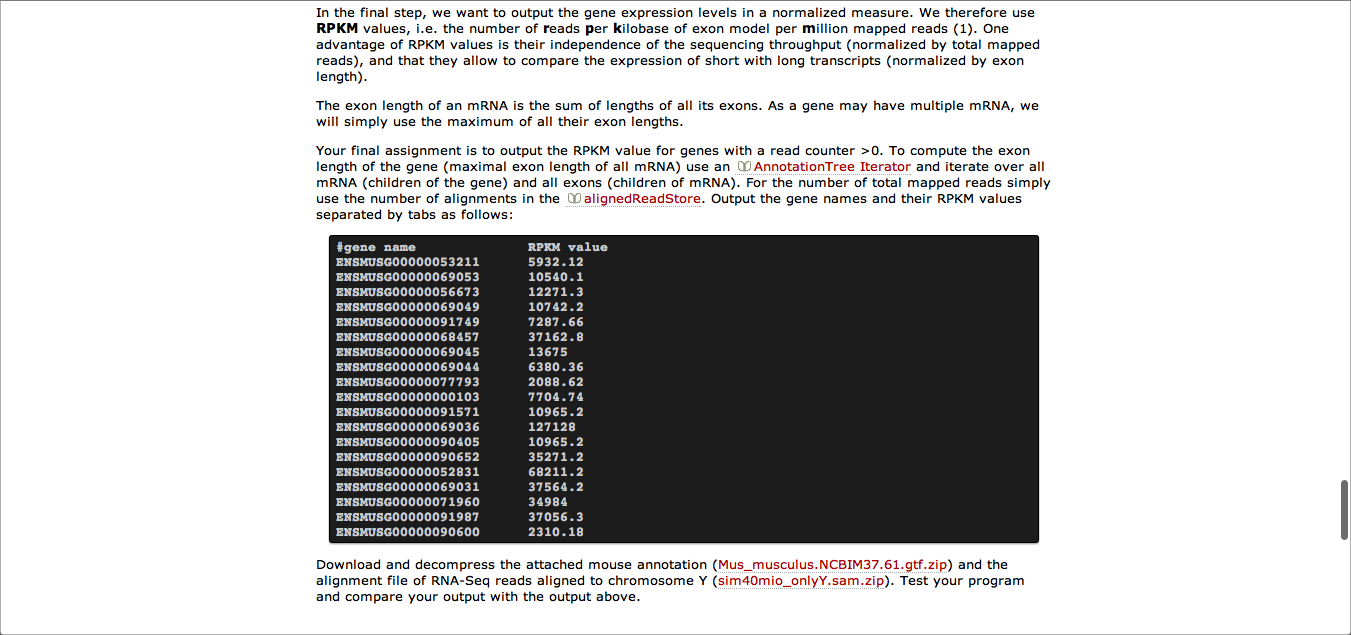 In the final step, we want to output the gene expression levels in a normalized measure. We therefore use
RPKM values, i.e. the number of reads per kilobase of exon model per million mapped reads (1). One
advantage of RPKM values is their independence of the sequencing throughput (normalized by total mapped
reads), and that they allow to compare the expression of short with long transcripts (normalized by exon
length).
The exon length of an mRNA is the sum of lengths of all its exons. As a gene may have multiple mRNA, we
will simply use the maximum of all their exon lengths.
Your final assignment is to output the RPKM value for genes with a read counter >0. To compute the exon
length of the gene (maximal exon length of all mRNA) use an AnnotationTree Iterator and iterate over all
mRNA (children of the gene) and all exons (children of mRNA). For the number of total mapped reads simply
use the number of alignments in the alignedReadStore. Output the gene names and their RPKM values
separated by tabs as follows:
#gene name RPKM value
ENSMUSG00000053211 5932.12
ENSMUSG00000069053 10540.1
ENSMUSG00000056673 12271.3
ENSMUSG00000069049 10742.2
ENSMUSG00000091749 7287.66
ENSMUSG00000068457 37162.8
ENSMUSG00000069045 13675
ENSMUSG00000069044 6380.36
ENSMUSG00000077793 2088.62
ENSMUSG00000000103 7704.74
ENSMUSG00000091571 10965.2
ENSMUSG00000069036 127128
ENSMUSG00000090405 10965.2
ENSMUSG00000090652 35271.2
ENSMUSG00000052831 68211.2
ENSMUSG00000069031 37564.2
ENSMUSG00000071960 34984
ENSMUSG00000091987 37056.3
ENSMUSG00000090600 2310.18
Download and decompress the attached mouse annotation (Mus_musculus.NCBIM37.61.gtf.zip) and the
alignment file of RNA-Seq reads aligned to chromosome Y (sim40mio_onlyY.sam.zip). Test your program
and compare your output with the output above.